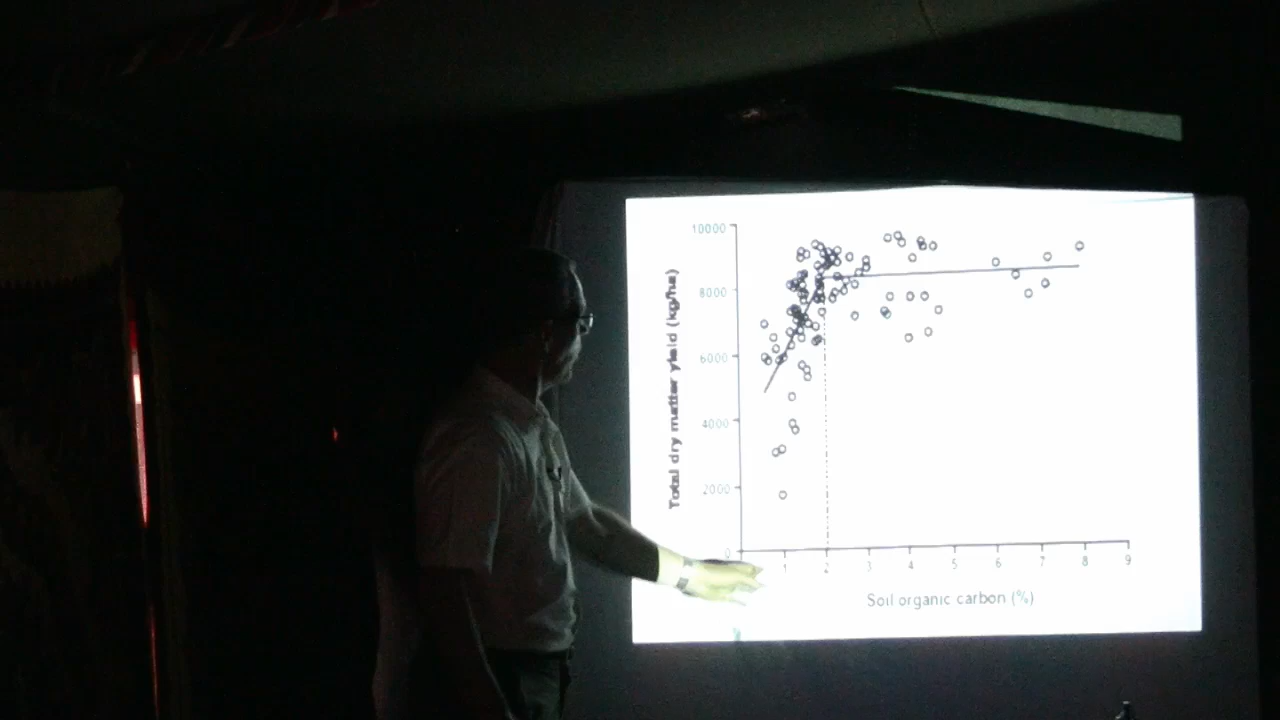 Total dry matter yield (kg/ha)
10000
8000
6000
4000
2000
0
1 2 3 4 5 6 7 8 9
Soil organic carbon (%)